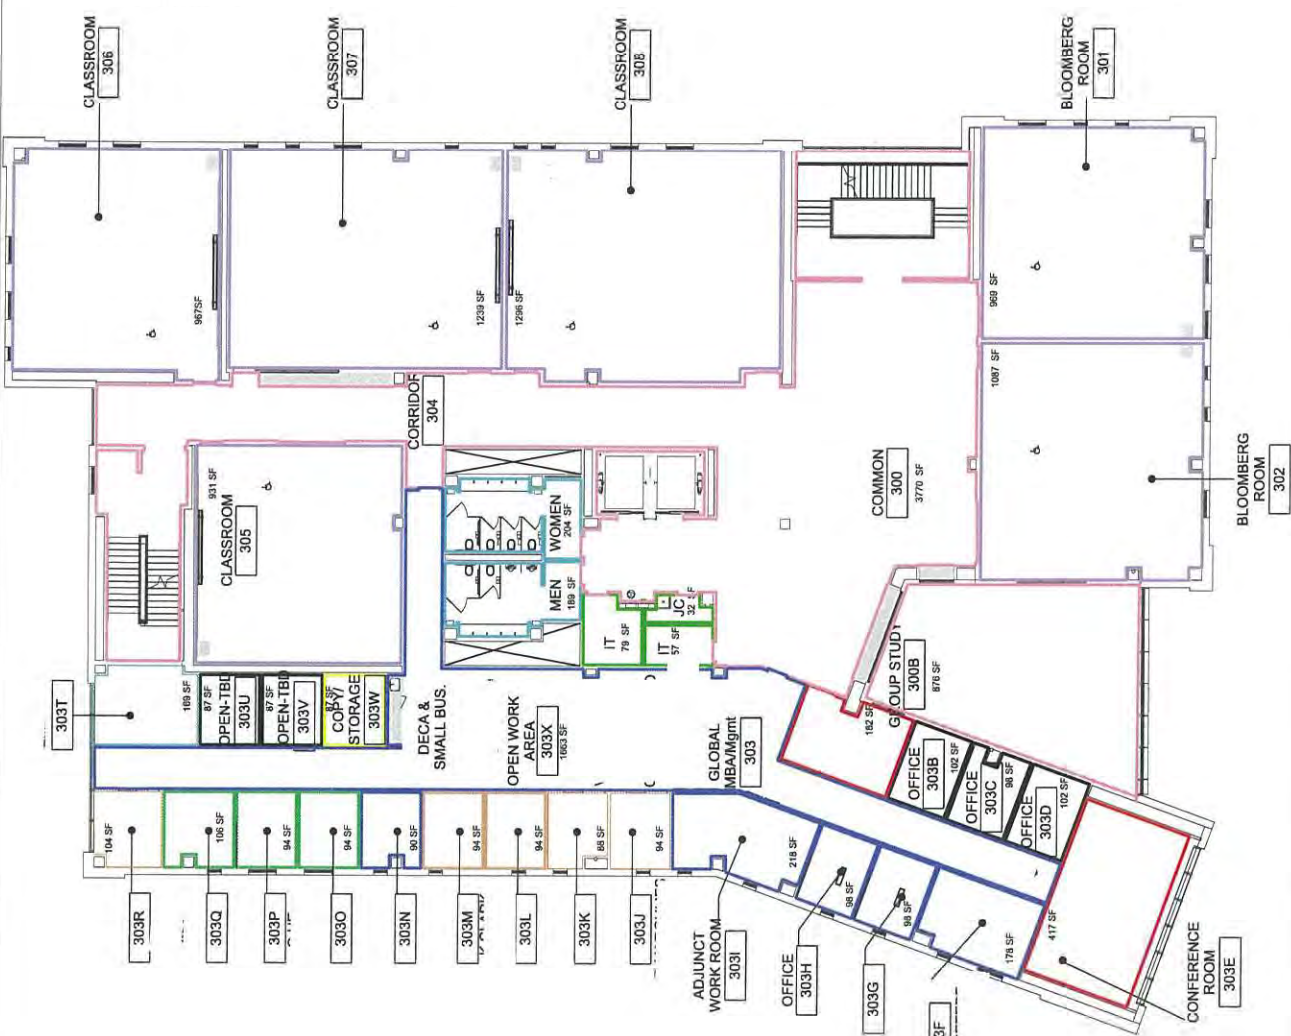 CLASSROOM
306
CLASSROOM
307
CLASSROOM
308
BLOOMBERG
ROOM
301
967SF
1239 SF
1296 SF
969 SF
1087 SF
BLOOMBERG
ROOM
302
CORRIDOR
304
931 SF
CLASSROOM
305
WOMEN
204 SF
MEN
189 SF
COMMON
300
3770 SF
IT
79 SF
IT
57 SF
JC
32 SF
GROUP STUDY
300B
876 SF
303T
169 SF
87 SF
OPEN-TBD
303U
87 SF
OPEN-TBD
303V
87 SF
COPY/
STORAGE
303W
DECA &
SMALL BUS.
OPEN WORK
AREA
303X
1663 SF
GLOBAL
MBA/Mgmt
303
182 SF
OFFICE
303B
102 SF
OFFICE
303C
98 SF
OFFICE
303D
102 SF
104 SF
106 SF
94 SF
94 SF
90 SF
94 SF
94 SF
88 SF
94 SF
218 SF
98 SF
98 SF
178 SF
417 SF
303R
303Q
303P
303O
303N
303M
303L
303K
303J
ADJUNCT
WORK ROOM
303I
OFFICE
303H
303G
3F
CONFERENCE
ROOM
303E